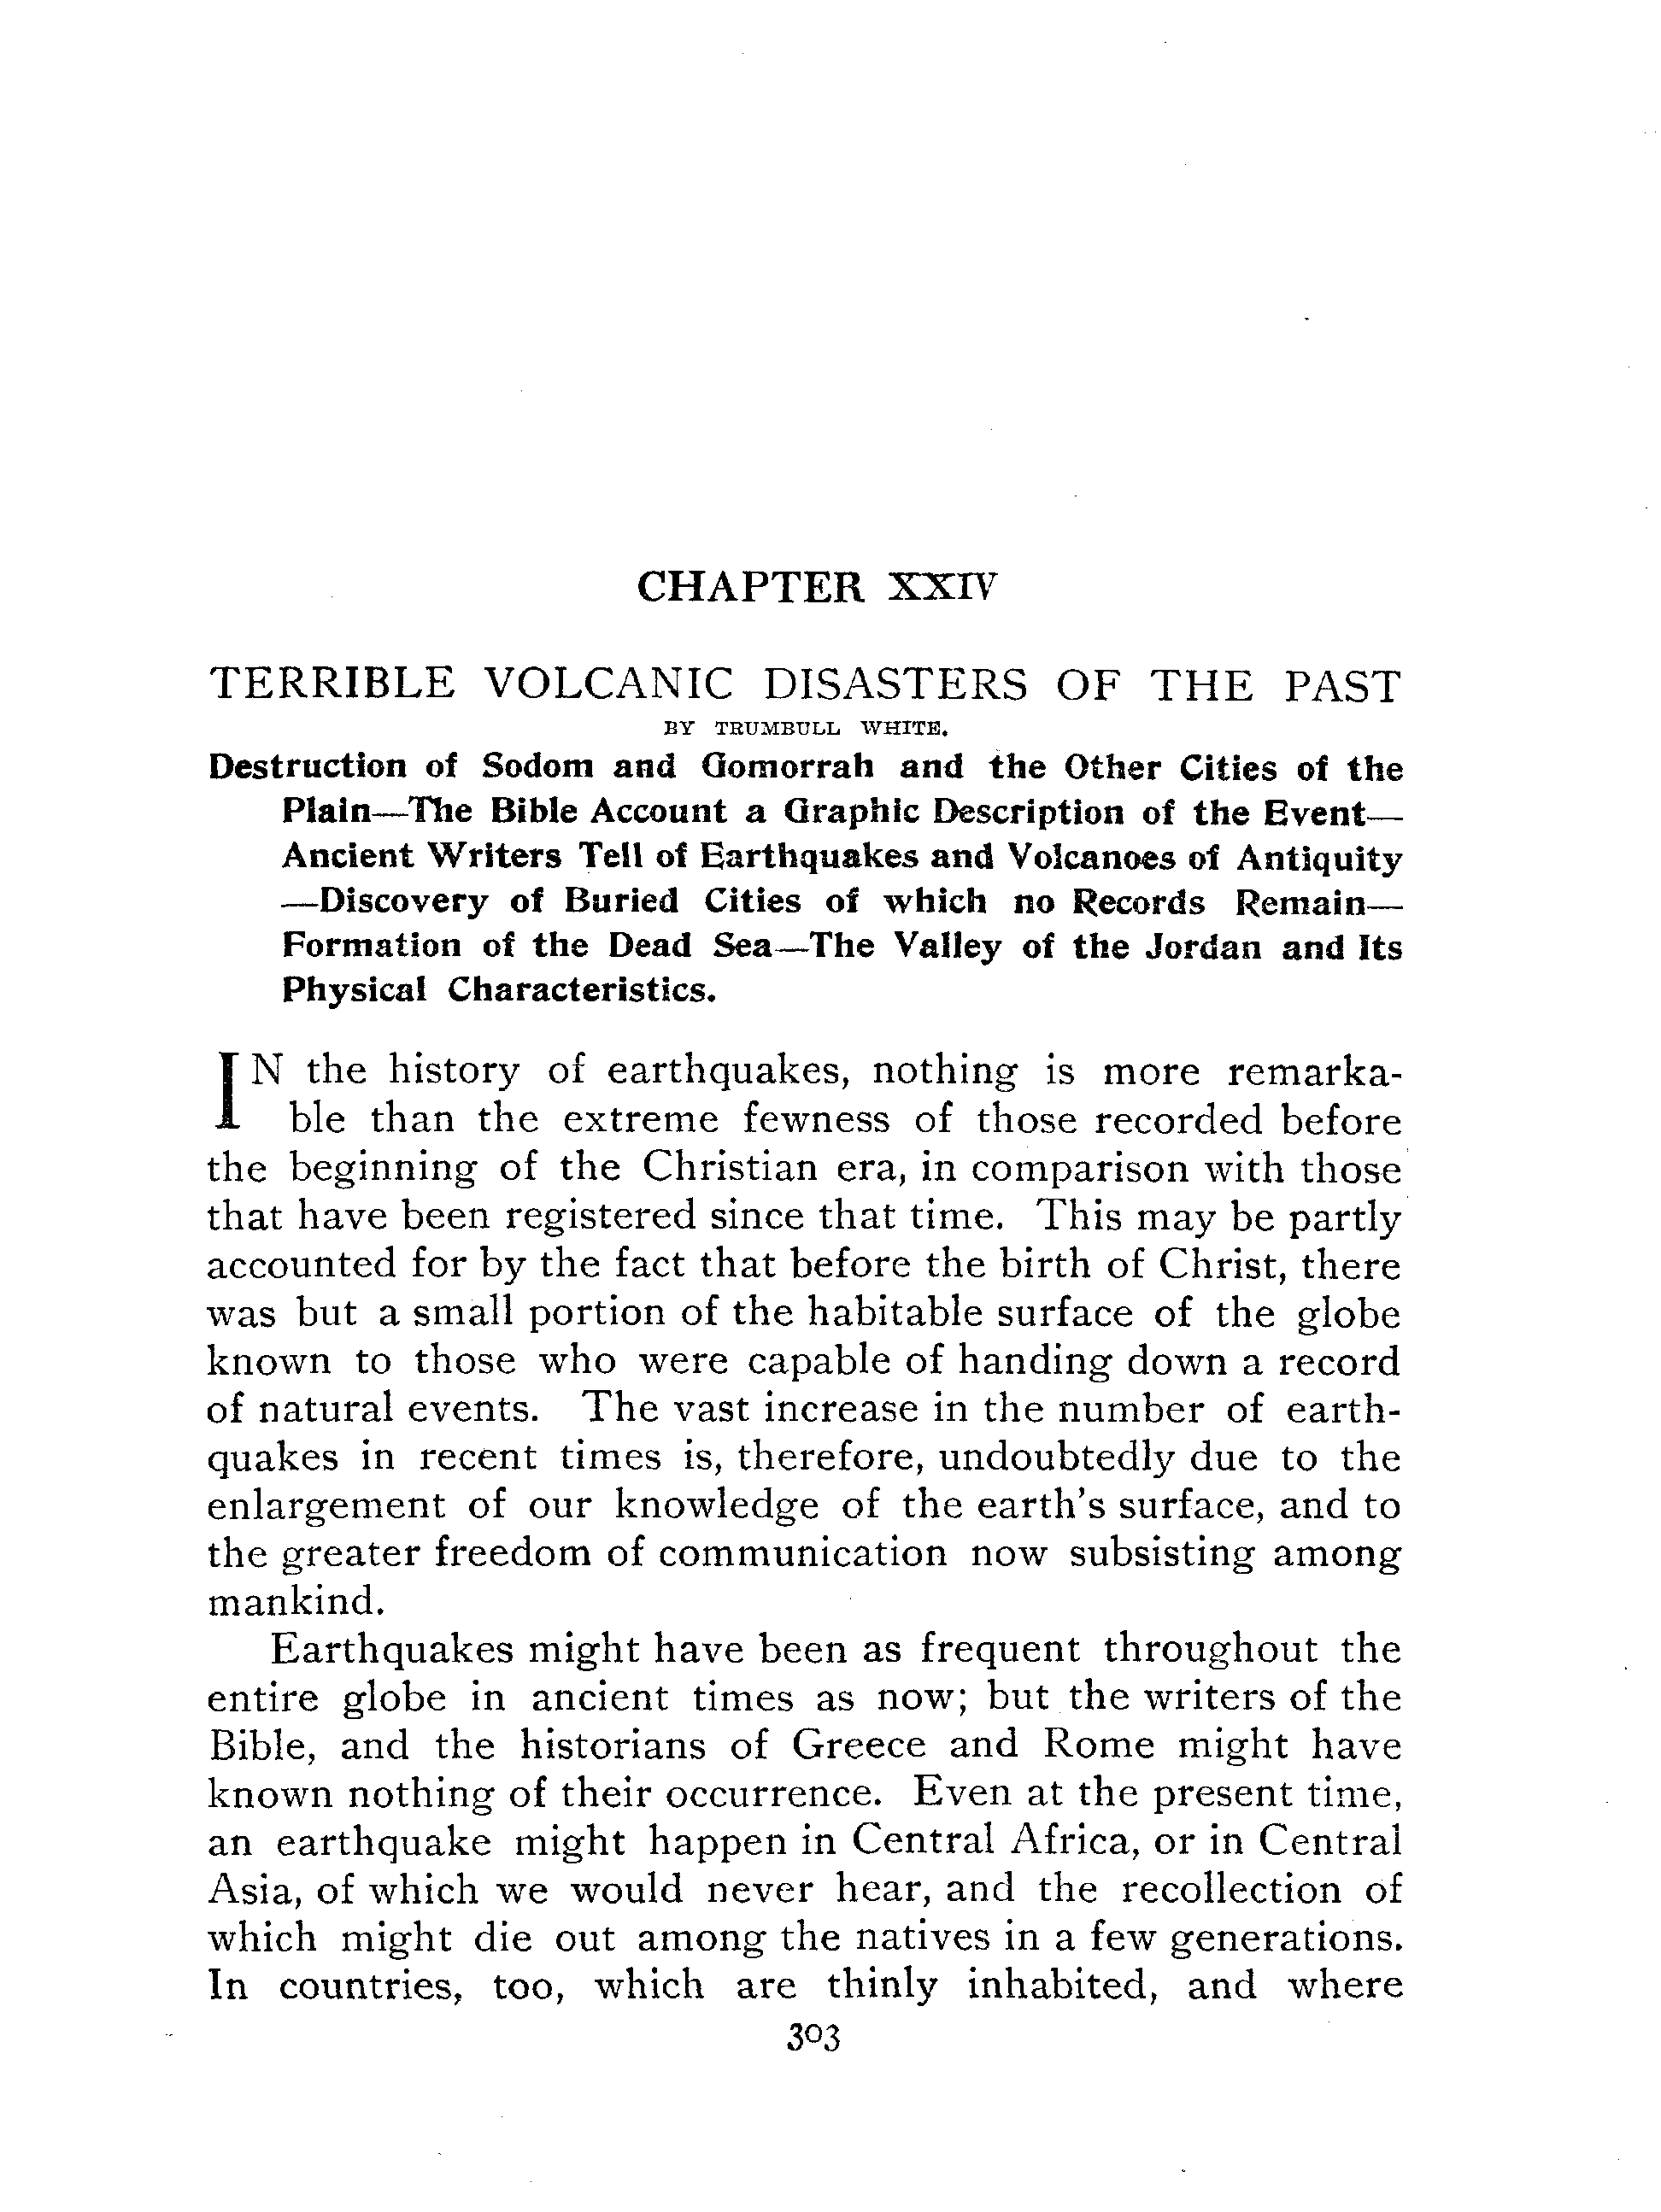 CHAPTER XXIV
TERRIBLE VOLCANIC DISASTERS OF THE PAST
BY TRUMBULL WHITE.
Destruction of Sodom and Gomorrah and the Other Cities of the
Plain—The Bible Account a Graphic Description of the Event—
Ancient Writers Tell of Earthquakes and Volcanoes of Antiquity
—Discovery of Buried Cities of which no Records Remain—
Formation of the Dead Sea—The Valley of the Jordan and Its
Physical Characteristics.
IN the history of earthquakes, nothing is more remarka-
ble than the extreme fewness of those recorded before
the beginning of the Christian era, in comparison with those
that have been registered since that time. This may be partly
accounted for by the fact that before the birth of Christ, there
was but a small portion of the habitable surface of the globe
known to those who were capable of handing down a record
of natural events. The vast increase in the number of earth-
quakes in recent times is, therefore, undoubtedly due to the
enlargement of our knowledge of the earth's surface, and to
the greater freedom of communication now subsisting among
mankind.
Earthquakes might have been as frequent throughout the
entire globe in ancient times as now; but the writers of the
Bible, and the historians of Greece and Rome might have
known nothing of their occurrence. Even at the present time,
an earthquake might happen in Central Africa, or in Central
Asia, of which we would never hear, and the recollection of
which might die out among the natives in a few generations.
In countries, too, which are thinly inhabited, and where
303